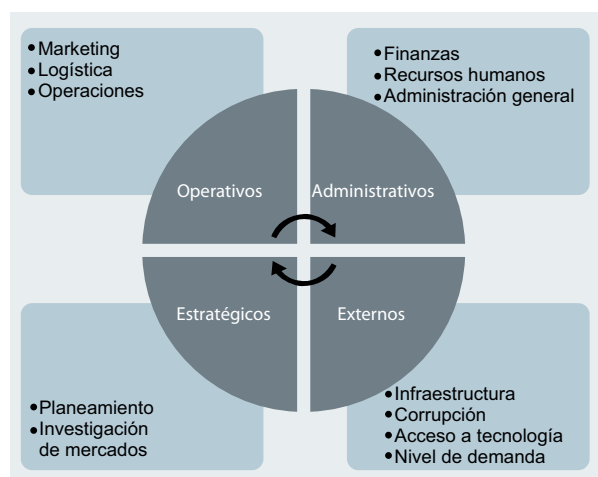 •Marketing
•Logística
•Operaciones
•Finanzas
•Recursos humanos
•Administración general
Operativos
Administrativos
Estratégicos
Externos
•Planeamiento
•Investigación
de mercados
•Infraestructura
•Corrupción
•Acceso a tecnología
•Nivel de demanda